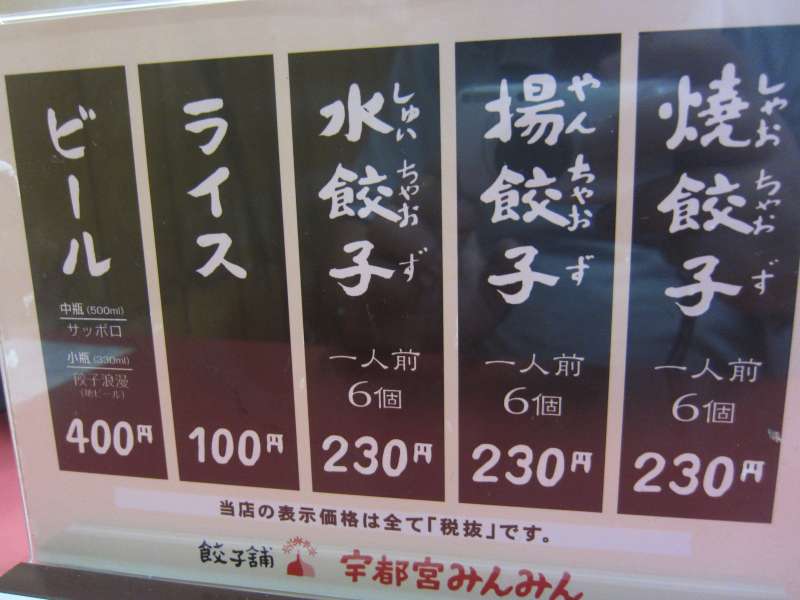 燒餃子
しゃおちゃおず
一人前
6個
230円
揚餃子
やんちゃおず
一人前
6個
230円
水餃子
しゅいちゃおず
一人前
6個
230円
ライス
100円
ビール
中瓶(500ml)
サッポロ
小瓶(330ml)
餃子浪漫
(地ビール)
400円
当店の表示価格は全て「税抜」です。
餃子舗 宇都宮みんみん